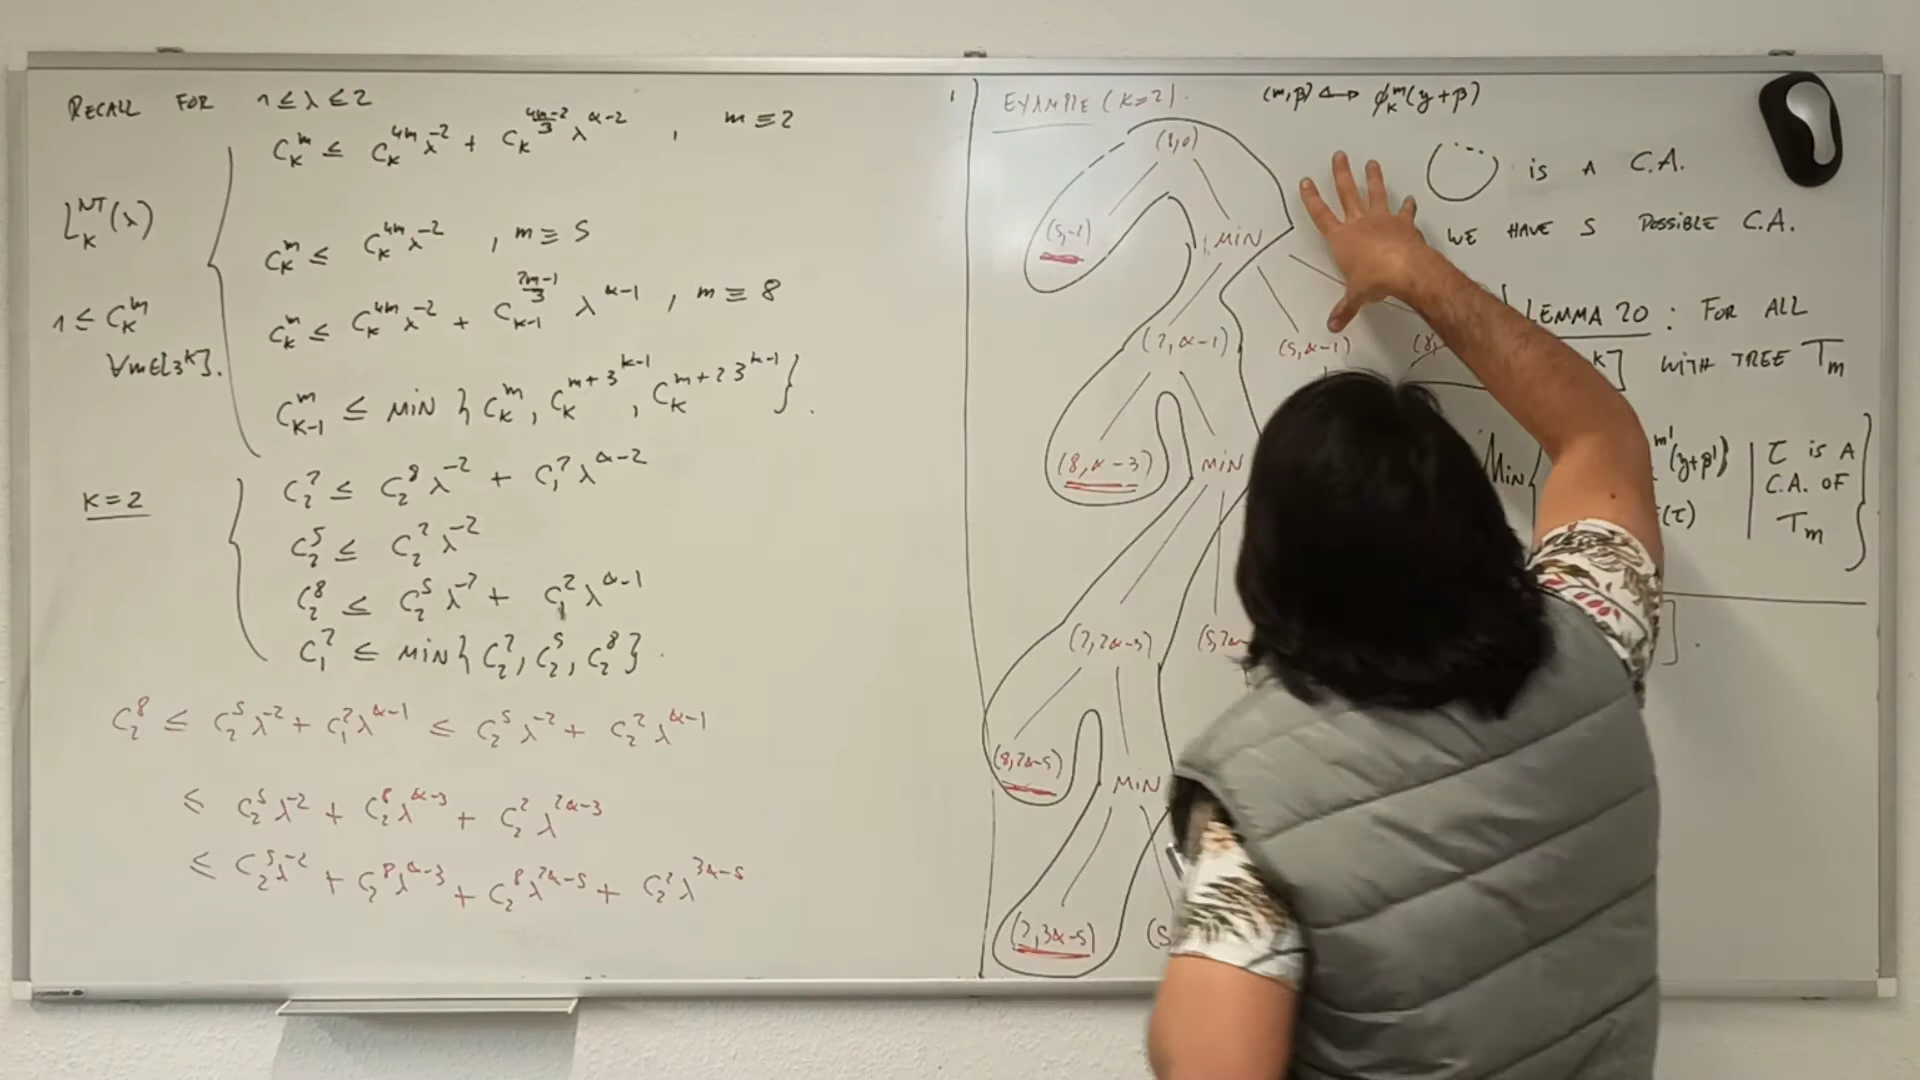 RECALL FOR 1 ≤ λ ≤ 2
C_K^m ≤ C_K^{4m} λ^{-2} + C_K^{\frac{4m-2}{3}} λ^{α-2} , m ≡ 2
L_K^{NT}(λ)
C_K^m ≤ C_K^{4m} λ^{-2} , m ≡ 5
1 ≤ C_K^m
C_K^m ≤ C_K^{4m} λ^{-2} + C_{K-1}^{\frac{2m-1}{3}} λ^{α-1} , m ≡ 8
∀m∈[3^K].
C_{K-1}^m ≤ MIN { C_K^m, C_K^{m+3^{K-1}}, C_K^{m+2 3^{K-1}} } .
K=2
C_2^2 ≤ C_2^8 λ^{-2} + C_1^2 λ^{α-2}
C_2^5 ≤ C_2^2 λ^{-2}
C_2^8 ≤ C_2^5 λ^{-2} + C_1^2 λ^{α-1}
C_1^2 ≤ MIN { C_2^2, C_2^5, C_2^8 } .
C_2^8 ≤ C_2^5 λ^{-2} + C_1^2 λ^{α-1} ≤ C_2^5 λ^{-2} + C_2^2 λ^{α-1}
≤ C_2^5 λ^{-2} + C_2^8 λ^{α-3} + C_2^2 λ^{2α-3}
≤ C_2^5 λ^{-2} + C_2^8 λ^{α-3} + C_2^8 λ^{2α-5} + C_2^2 λ^{3α-5}
EXAMPLE (K=2).
(m,β) ↔ φ_K^m(y+β)
(8,0)
(5,-2) MIN
(2,α-1) (5,α-1) (8,
(8,α-3) MIN
(2,2α-3) (5,2α
(8,2α-5) MIN
(2,3α-5) (5
is A C.A.
WE HAVE 5 POSSIBLE C.A.
LEMMA 20 : FOR ALL
K] WITH TREE T_m
MIN { m'(y+β') | τ is A
(τ) | C.A. OF
T_m }
] .